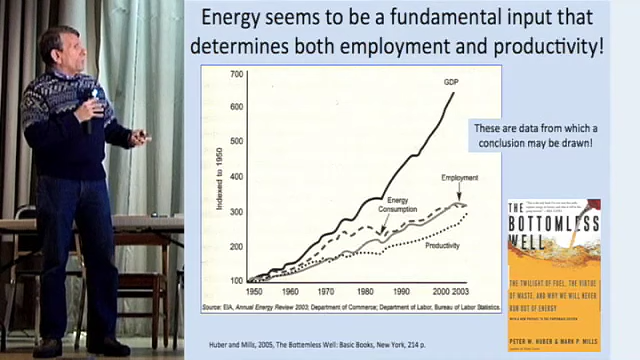 Energy seems to be a fundamental input that
determines both employment and productivity!
700
600
500
400
300
200
100
Indexed to 1950
1950
1960
1970
1980
1990
2000 2003
GDP
Employment
Energy
Consumption
Productivity
Source: EIA, Annual Energy Review 2003; Department of Commerce; Department of Labor, Bureau of Labor Statistics.
These are data from which a
conclusion may be drawn!
THE
BOTTOMLESS
WELL
THE TWILIGHT OF FUEL, THE VIRTUE
OF WASTE, AND WHY WE WILL NEVER
RUN OUT OF ENERGY
PETER W. HUBER & MARK P. MILLS
Huber and Mills, 2005, The Bottomless Well: Basic Books, New York, 214 p.